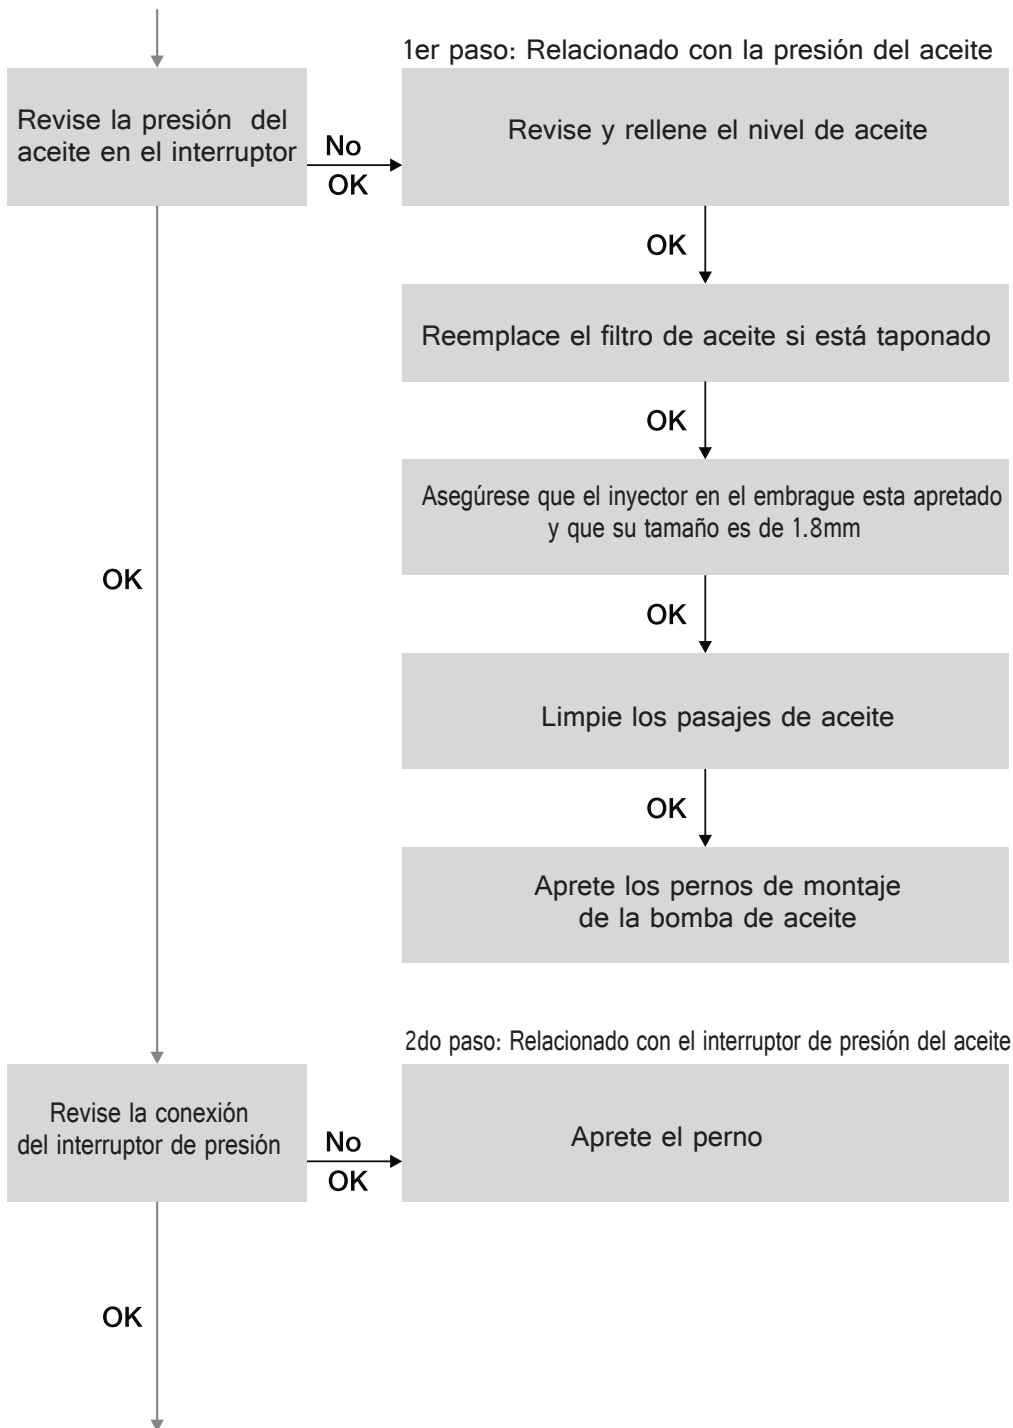 1er paso: Relacionado con la presión del aceite
Revise la presión del
aceite en el interruptor
No
OK
Revise y rellene el nivel de aceite
OK
Reemplace el filtro de aceite si está taponado
OK
Asegúrese que el inyector en el embrague esta apretado
y que su tamaño es de 1.8mm
OK
OK
Limpie los pasajes de aceite
OK
Aprete los pernos de montaje
de la bomba de aceite
2do paso: Relacionado con el interruptor de presión del aceite
Revise la conexión
del interruptor de presión
No
OK
Aprete el perno
OK